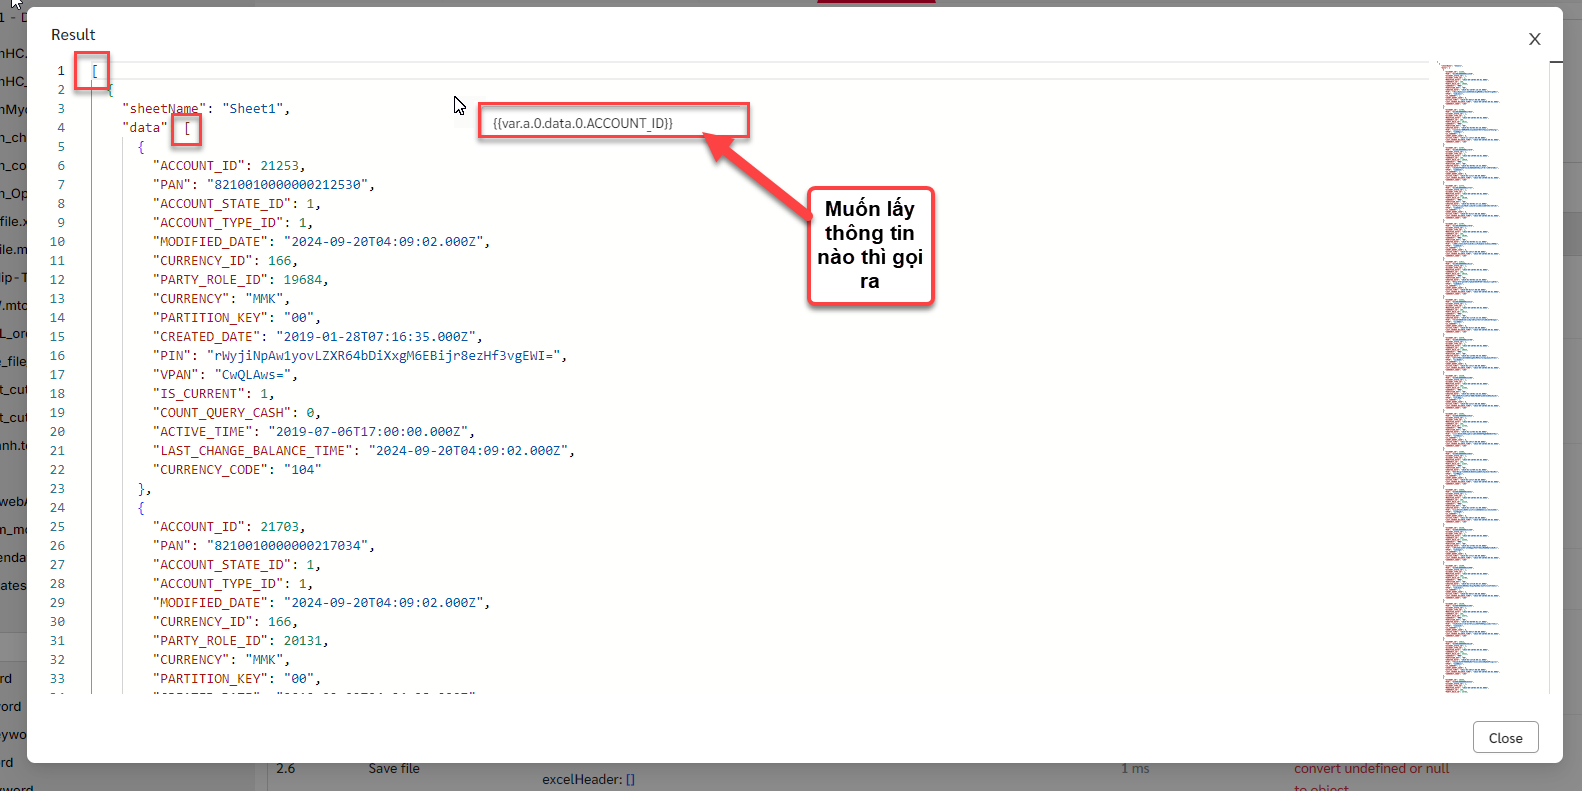 Result
X
1 [
2 {
3 "sheetName": "Sheet1",
4 "data" [
5 {
6 "ACCOUNT_ID": 21253,
7 "PAN": "8210010000000212530",
8 "ACCOUNT_STATE_ID": 1,
9 "ACCOUNT_TYPE_ID": 1,
10 "MODIFIED_DATE": "2024-09-20T04:09:02.000Z",
11 "CURRENCY_ID": 166,
12 "PARTY_ROLE_ID": 19684,
13 "CURRENCY": "MMK",
14 "PARTITION_KEY": "00",
15 "CREATED_DATE": "2019-01-28T07:16:35.000Z",
16 "PIN": "rWyjiNpAw1yovLZXR64bDiXxgM6EBijr8ezHf3vgEWI=",
17 "VPAN": "CwQLAws=",
18 "IS_CURRENT": 1,
19 "COUNT_QUERY_CASH": 0,
20 "ACTIVE_TIME": "2019-07-06T17:00:00.000Z",
21 "LAST_CHANGE_BALANCE_TIME": "2024-09-20T04:09:02.000Z",
22 "CURRENCY_CODE": "104"
23 },
24 {
25 "ACCOUNT_ID": 21703,
26 "PAN": "8210010000000217034",
27 "ACCOUNT_STATE_ID": 1,
28 "ACCOUNT_TYPE_ID": 1,
29 "MODIFIED_DATE": "2024-09-20T04:09:02.000Z",
30 "CURRENCY_ID": 166,
31 "PARTY_ROLE_ID": 20131,
32 "CURRENCY": "MMK",
33 "PARTITION_KEY": "00",
{{var.a.0.data.0.ACCOUNT_ID}}
Muốn lấy
thông tin
nào thì gọi
ra
Close
2.6 Save file
excelHeader: []
1 ms
convert undefined or null
to object